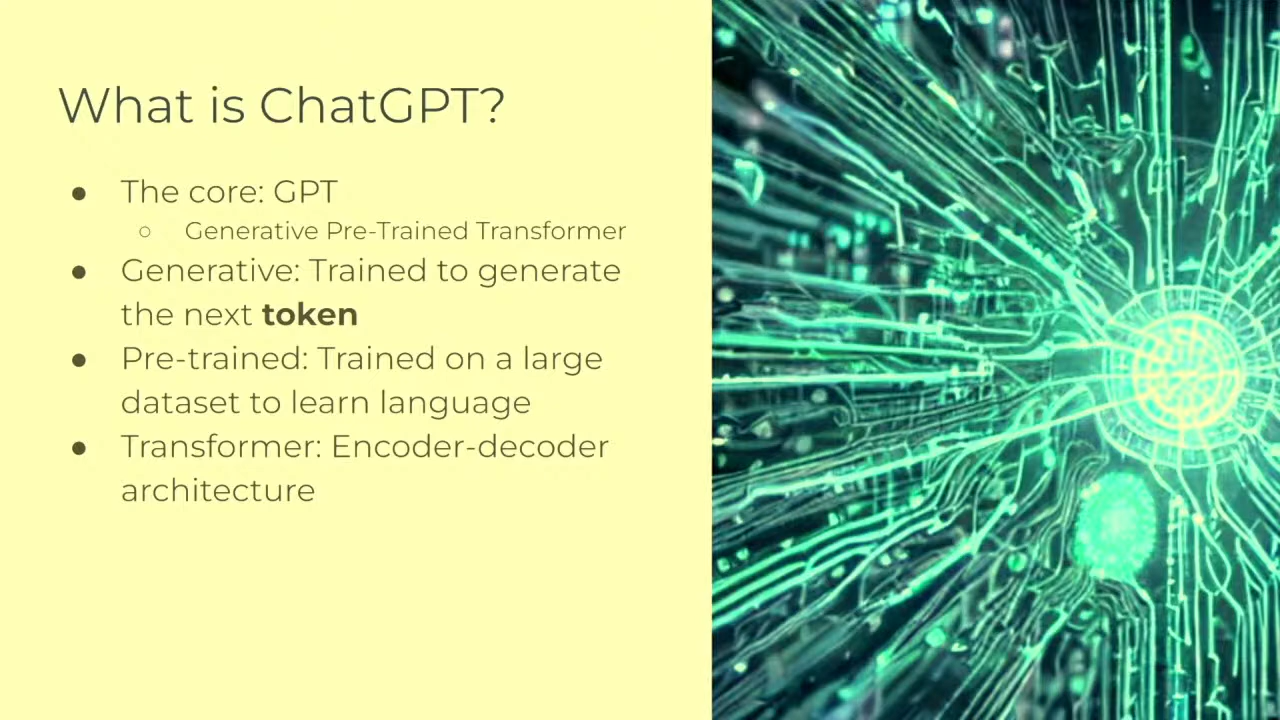 What is ChatGPT?
● The core: GPT
○ Generative Pre-Trained Transformer
● Generative: Trained to generate
the next token
● Pre-trained: Trained on a large
dataset to learn language
● Transformer: Encoder-decoder
architecture